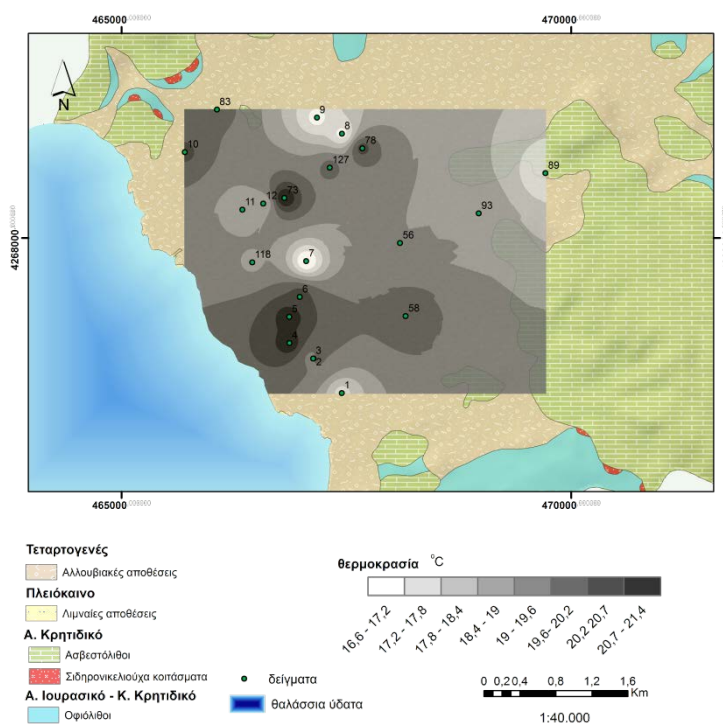 465000
470000
83
9
8
78
10
127
89
73
12
11
93
56
118
7
6
5
58
4
3
2
1
4268000
N
465000
470000
Τεταρτογενές
Αλλουβιακές αποθέσεις
Πλειόκαινο
Λιμναίες αποθέσεις
Α. Κρητιδικό
Ασβεστόλιθοι
Σιδηρονικελιούχα κοιτάσματα
Α. Ιουρασικό - Κ. Κρητιδικό
Οφιόλιθοι
δείγματα
θαλάσσια ύδατα
θερμοκρασία °C
16,6 - 17,2
17,2 - 17,8
17,8 - 18,4
18,4 - 19
19 - 19,6
19,6- 20,2
20,2 20,7
20,7 - 21,4
0 0,2 0,4 0,8 1,2 1,6
Km
1:40.000